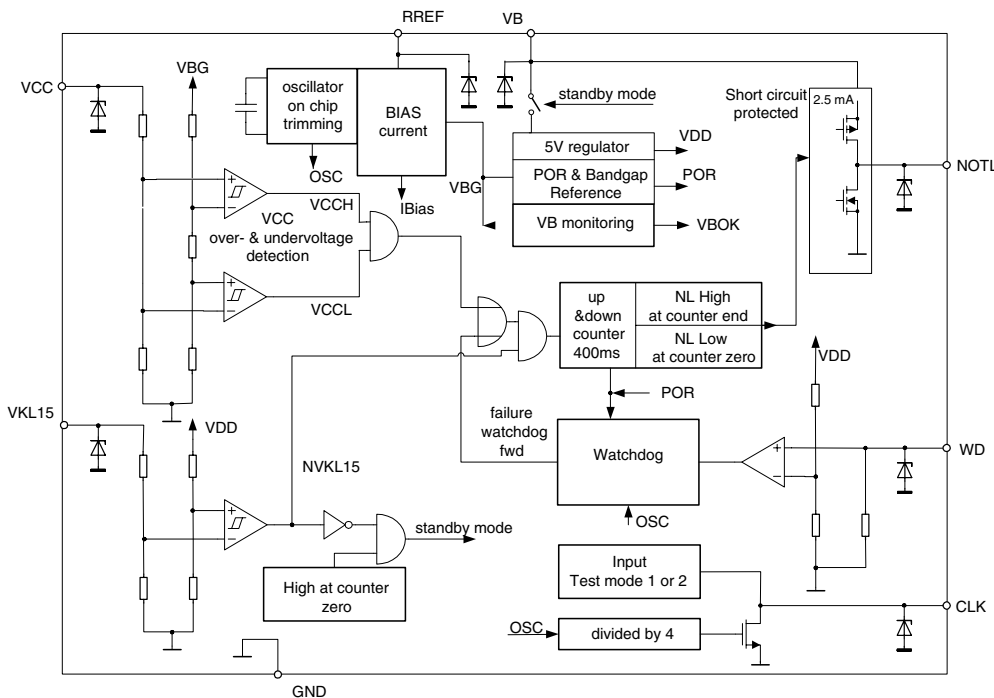 RREF
VB
VCC
VBG
oscillator
on chip
trimming
BIAS
current
standby mode
Short circuit
protected
2.5 mA
5V regulator
VDD
POR & Bandgap
Reference
POR
VBG
VB monitoring
VBOK
OSC
IBias
NOTL
VCCH
VCC
over- & undervoltage
detection
VCCL
up
&down
counter
400ms
NL High
at counter end
NL Low
at counter zero
VDD
POR
VKL15
VDD
failure
watchdog
fwd
Watchdog
WD
NVKL15
OSC
standby mode
High at counter
zero
Input
Test mode 1 or 2
CLK
OSC
divided by 4
GND